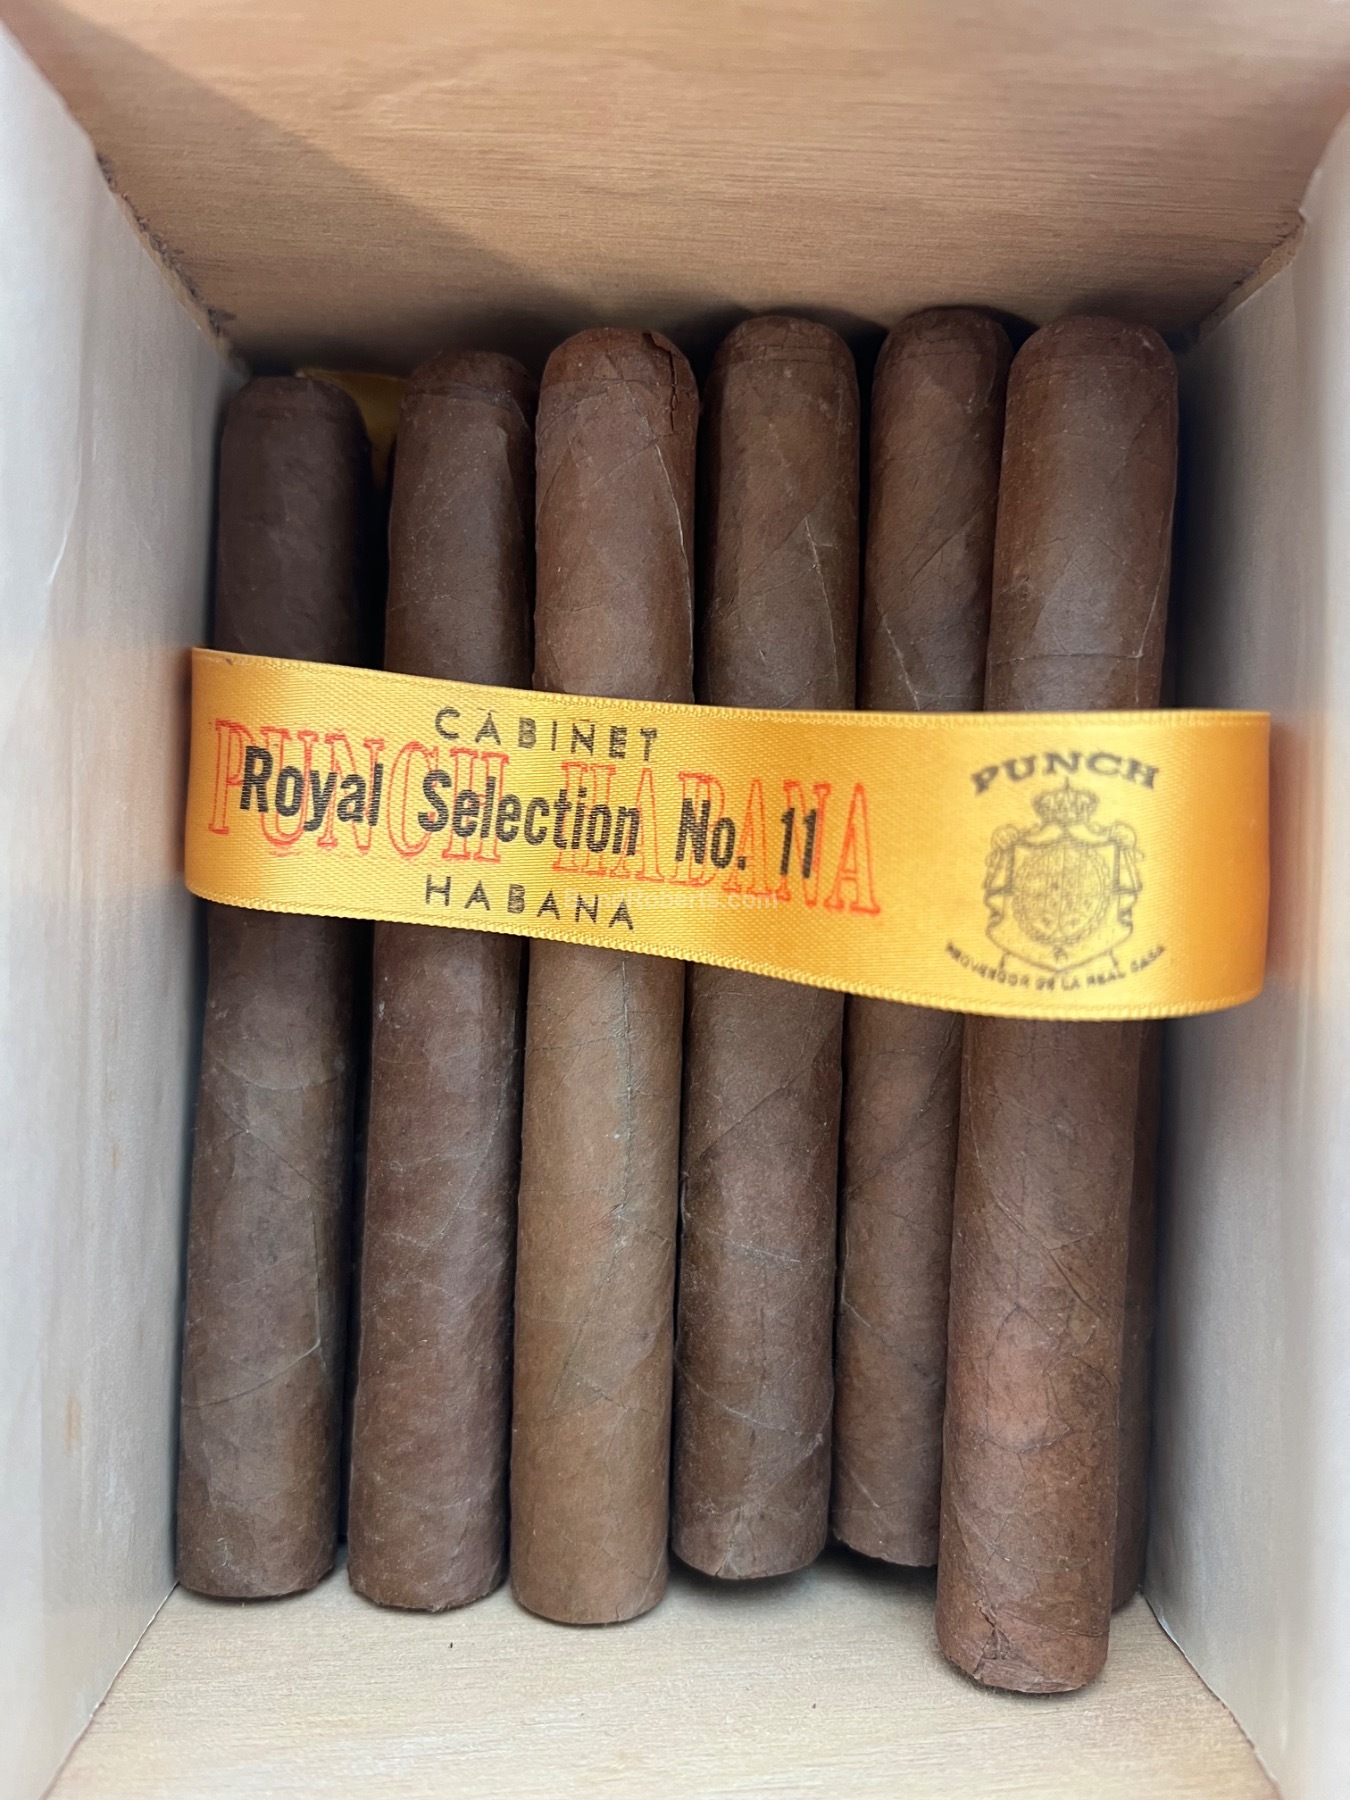 CABINET
PUNCH HABANA
Royal Selection No. 11
HABANA
PUNCH
PROVEEDOR DE LA REAL CASA